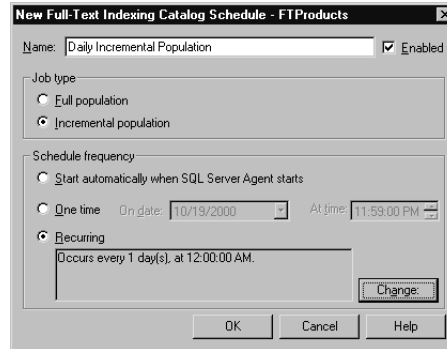 New Full-Text Indexing Catalog Schedule - FTProducts
Name: Daily Incremental Population Enabled
Job type
Full population
Incremental population
Schedule frequency
Start automatically when SQL Server Agent starts
One time On date: 10/19/2000 At time: 11:59:00 PM
Recurring
Occurs every 1 day(s), at 12:00:00 AM.
Change:
OK Cancel Help